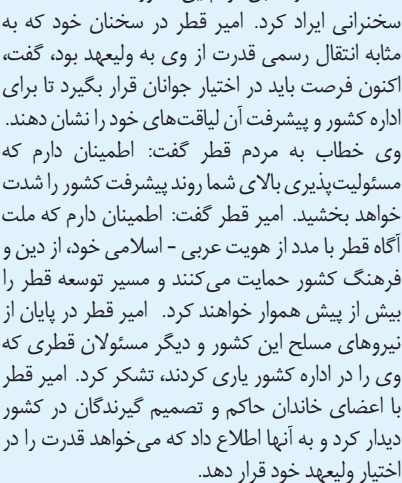 سخنرانی ایراد کرد. امیر قطر در سخنان خود که به
مثابه انتقال رسمی قدرت از وی به ولیعهد بود، گفت،
اکنون فرصت باید در اختیار جوانان قرار بگیرد تا برای
اداره کشور و پیشرفت آن لیاقت‌های خود را نشان دهند.
وی خطاب به مردم قطر گفت: اطمینان دارم که
مسئولیت‌پذیری بالای شما روند پیشرفت کشور را شدت
خواهد بخشید. امیر قطر گفت: اطمینان دارم که ملت
آگاه قطر با مدد از هویت عربی - اسلامی خود، از دین و
فرهنگ کشور حمایت می‌کنند و مسیر توسعه قطر را
بیش از پیش هموار خواهند کرد. امیر قطر در پایان از
نیروهای مسلح این کشور و دیگر مسئولان قطری که
وی را در اداره کشور یاری کردند، تشکر کرد. امیر قطر
با اعضای خاندان حاکم و تصمیم گیرندگان در کشور
دیدار کرد و به آنها اطلاع داد که می‌خواهد قدرت را در
اختیار ولیعهد خود قرار دهد.